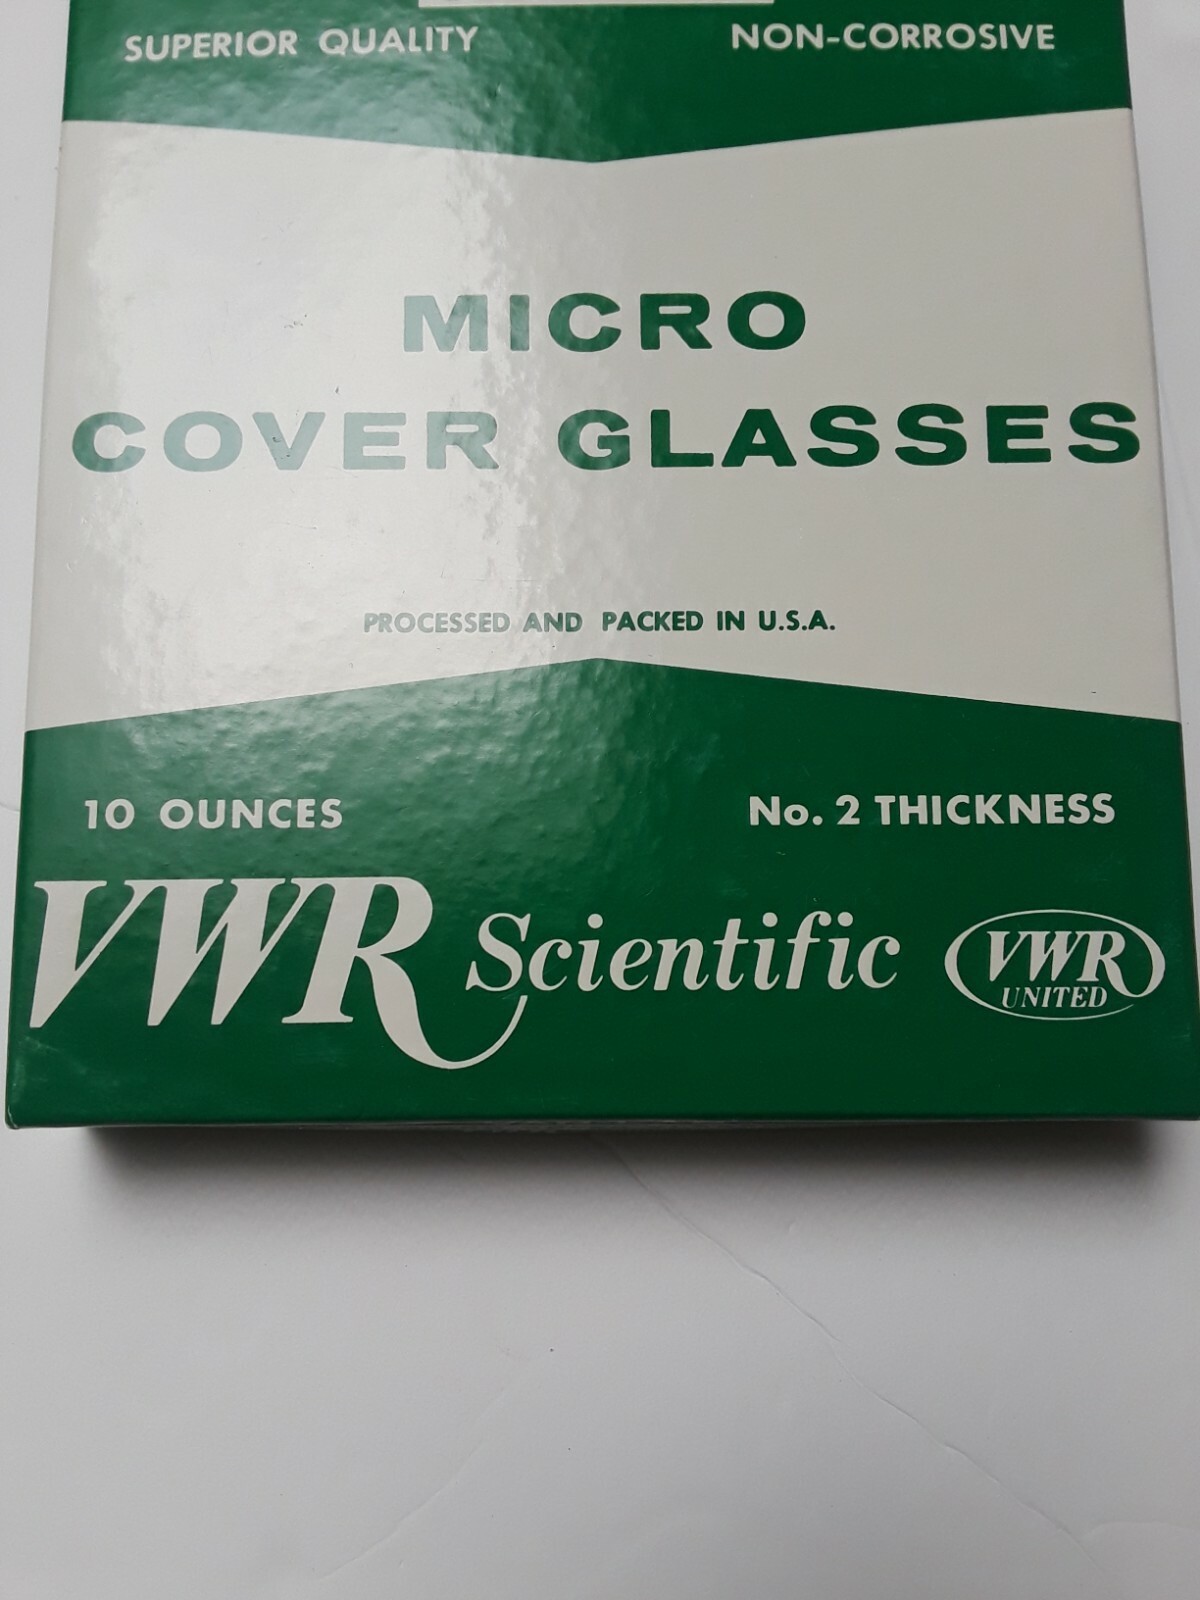 SUPERIOR QUALITY NON-CORROSIVE
MICRO
COVER GLASSES
PROCESSED AND PACKED IN U.S.A.
10 OUNCES No. 2 THICKNESS
VWR Scientific VWR
UNITED